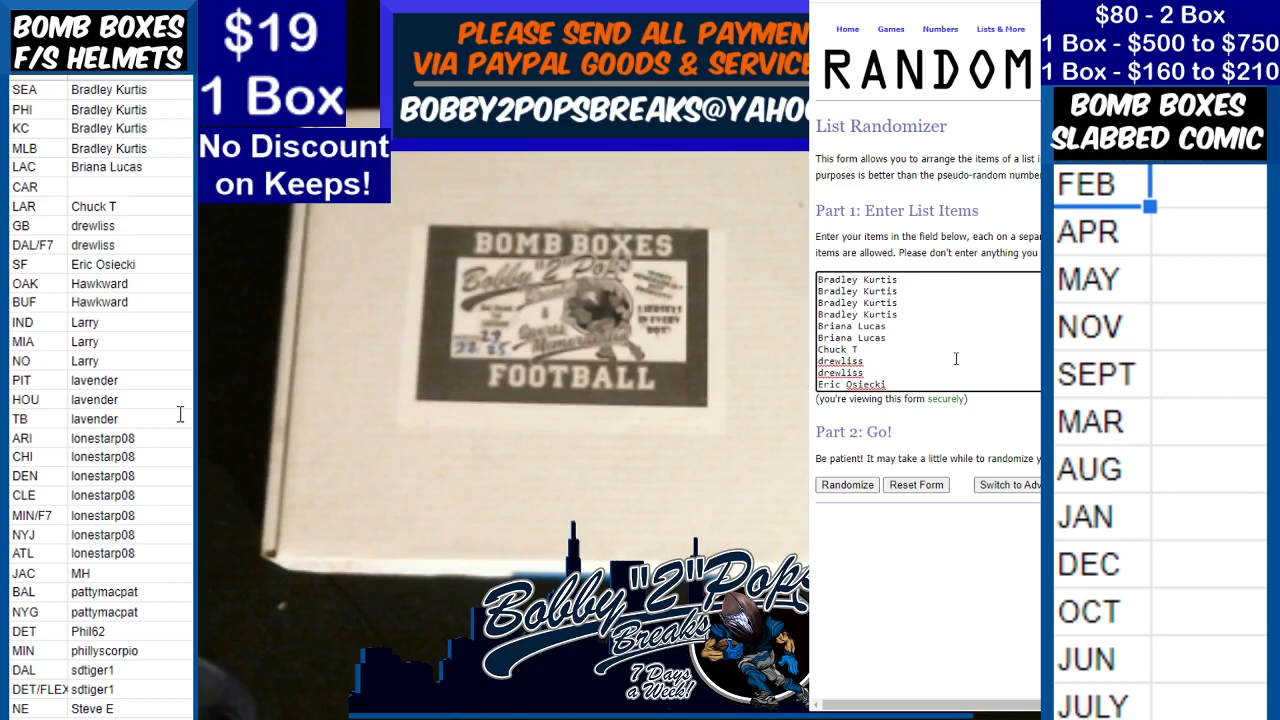 BOMB BOXES
F/S HELMETS
SEA Bradley Kurtis
PHI Bradley Kurtis
KC Bradley Kurtis
MLB Bradley Kurtis
LAC Briana Lucas
CAR
LAR Chuck T
GB drewliss
DAL/F7 drewliss
SF Eric Osiecki
OAK Hawkward
BUF Hawkward
IND Larry
MIA Larry
NO Larry
PIT lavender
HOU lavender
TB lavender
ARI lonestarp08
CHI lonestarp08
DEN lonestarp08
CLE lonestarp08
MIN/F7 lonestarp08
NYJ lonestarp08
ATL lonestarp08
JAC MH
BAL pattymacpat
NYG pattymacpat
DET Phil62
MIN phillyscorpio
DAL sdtiger1
DET/FLEX sdtiger1
NE Steve E
$19
1 Box
No Discount
on Keeps!
PLEASE SEND ALL PAYMEN
VIA PAYPAL GOODS & SERVICE
BOBBY2POPSBREAKS@YAHO
BOMB BOXES
Bobby "2" Pops
Sports
Memorabilia
FOOTBALL
Bobby "2" Pops
Breaks
7 Days
a Week!
Home Games Numbers Lists & More
RANDOM
List Randomizer
This form allows you to arrange the items of a list i
purposes is better than the pseudo-random number
Part 1: Enter List Items
Enter your items in the field below, each on a sepa
items are allowed. Please don't enter anything you
Bradley Kurtis
Bradley Kurtis
Bradley Kurtis
Bradley Kurtis
Briana Lucas
Briana Lucas
Chuck T
drewliss
drewliss
Eric Osiecki
(you're viewing this form securely)
Part 2: Go!
Be patient! It may take a little while to randomize y
Randomize Reset Form Switch to Adv
$80 - 2 Box
1 Box - $500 to $750
1 Box - $160 to $210
BOMB BOXES
SLABBED COMIC
FEB
APR
MAY
NOV
SEPT
MAR
AUG
JAN
DEC
OCT
JUN
JULY